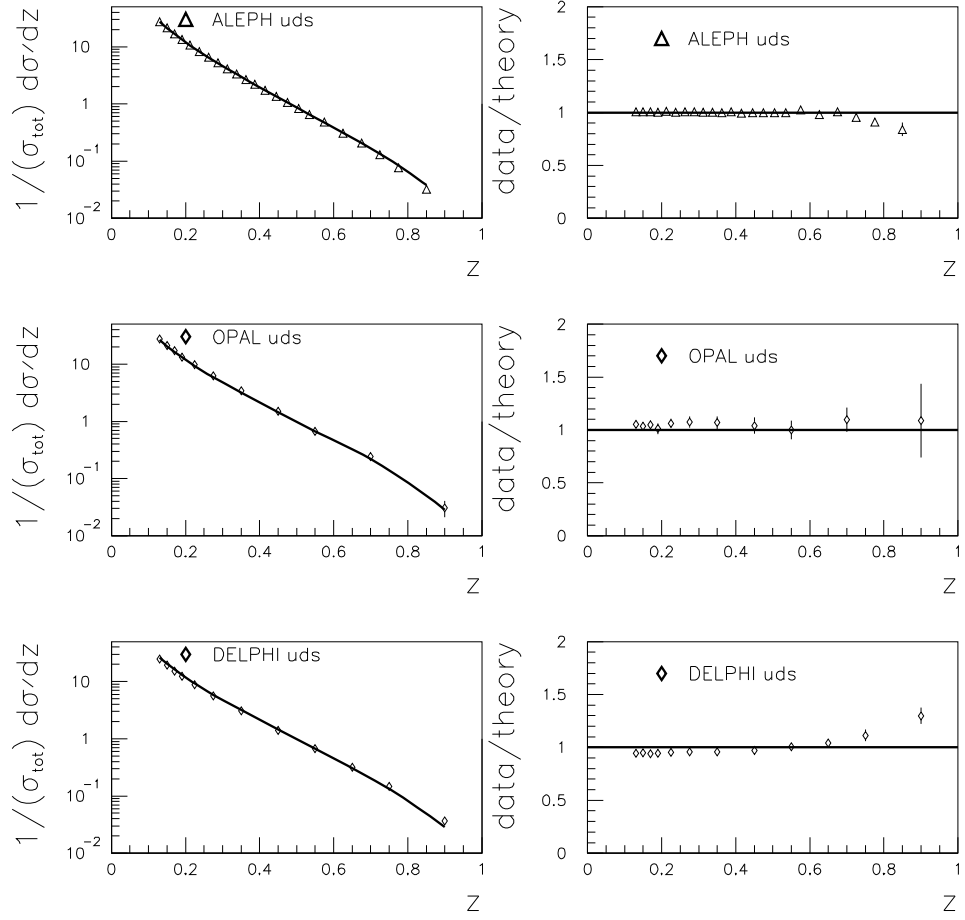 1/(σtot) dσ/dz
10
1
10^-1
10^-2
△ ALEPH uds
0 0.2 0.4 0.6 0.8 1
z
data/theory
2
1.5
1
0.5
0
△ ALEPH uds
0 0.2 0.4 0.6 0.8 1
z
1/(σtot) dσ/dz
10
1
10^-1
10^-2
◇ OPAL uds
0 0.2 0.4 0.6 0.8 1
z
data/theory
2
1.5
1
0.5
0
◇ OPAL uds
0 0.2 0.4 0.6 0.8 1
z
1/(σtot) dσ/dz
10
1
10^-1
10^-2
◇ DELPHI uds
0 0.2 0.4 0.6 0.8 1
z
data/theory
2
1.5
1
0.5
0
◇ DELPHI uds
0 0.2 0.4 0.6 0.8 1
z